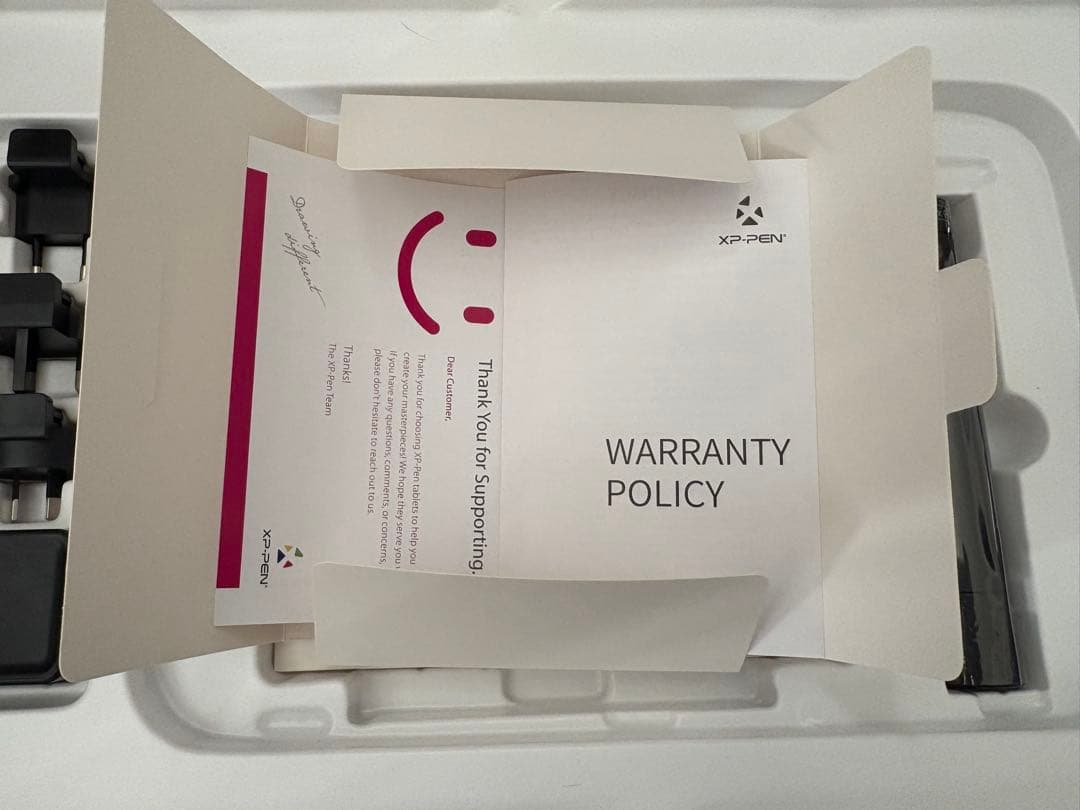 XP-PEN®
WARRANTY
POLICY
Thank You for Supporting.
Dear Customer,
Thank you for choosing XP-Pen tablets to help you
create your masterpieces! We hope they serve you
If you have any questions, comments, or concerns,
please don't hesitate to reach out to us.
Thanks!
The XP-Pen Team
Drawing
different
XP-PEN®